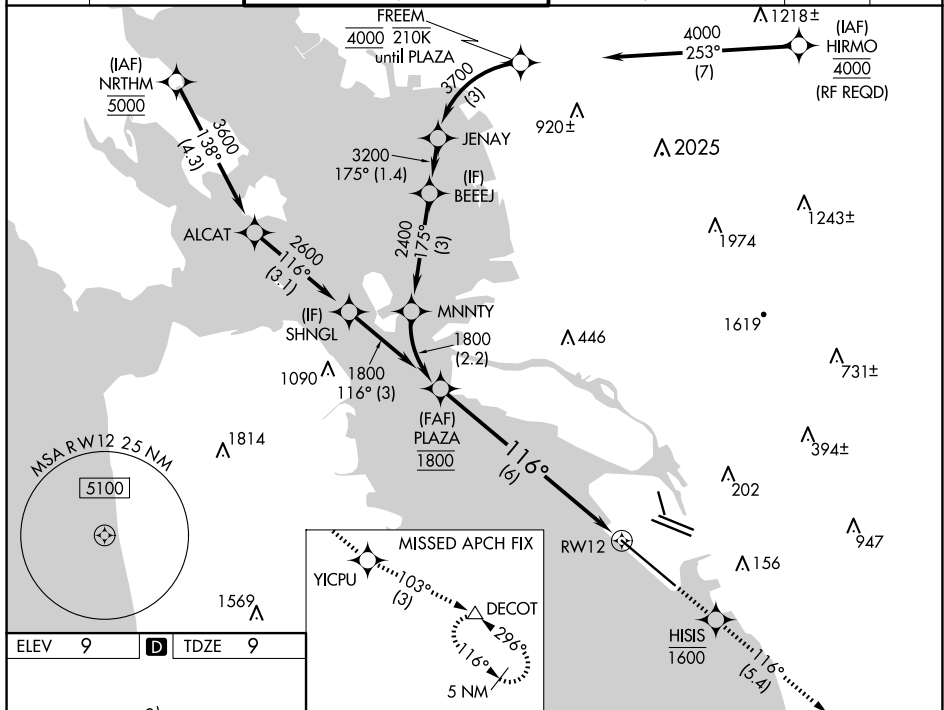 FREEM
4000 210K
until PLAZA
1218±
4000
253°
(7)
(IAF)
HIRMO
4000
(RF REQD)
(IAF)
NRTHM
5000
3700
(3)
920±
3600
138°
(4.3)
JENAY
2025
3200
175° (1.4)
(IF)
BEEEJ
1243±
ALCAT
2600
116°
(3.1)
2400
175°
(3)
1974
(IF)
SHNGL
MNNTY
1619
446
1800
(2.2)
1090
1800
116° (3)
731±
(FAF)
PLAZA
1800
1814
394±
MSA RW12 25 NM
5100
116°
(6)
202
947
RW12
156
MISSED APCH FIX
YICPU
103°
(3)
DECOT
296°
116°
5 NM
1569
HISIS
1600
116°
(5.4)
ELEV 9 D TDZE 9